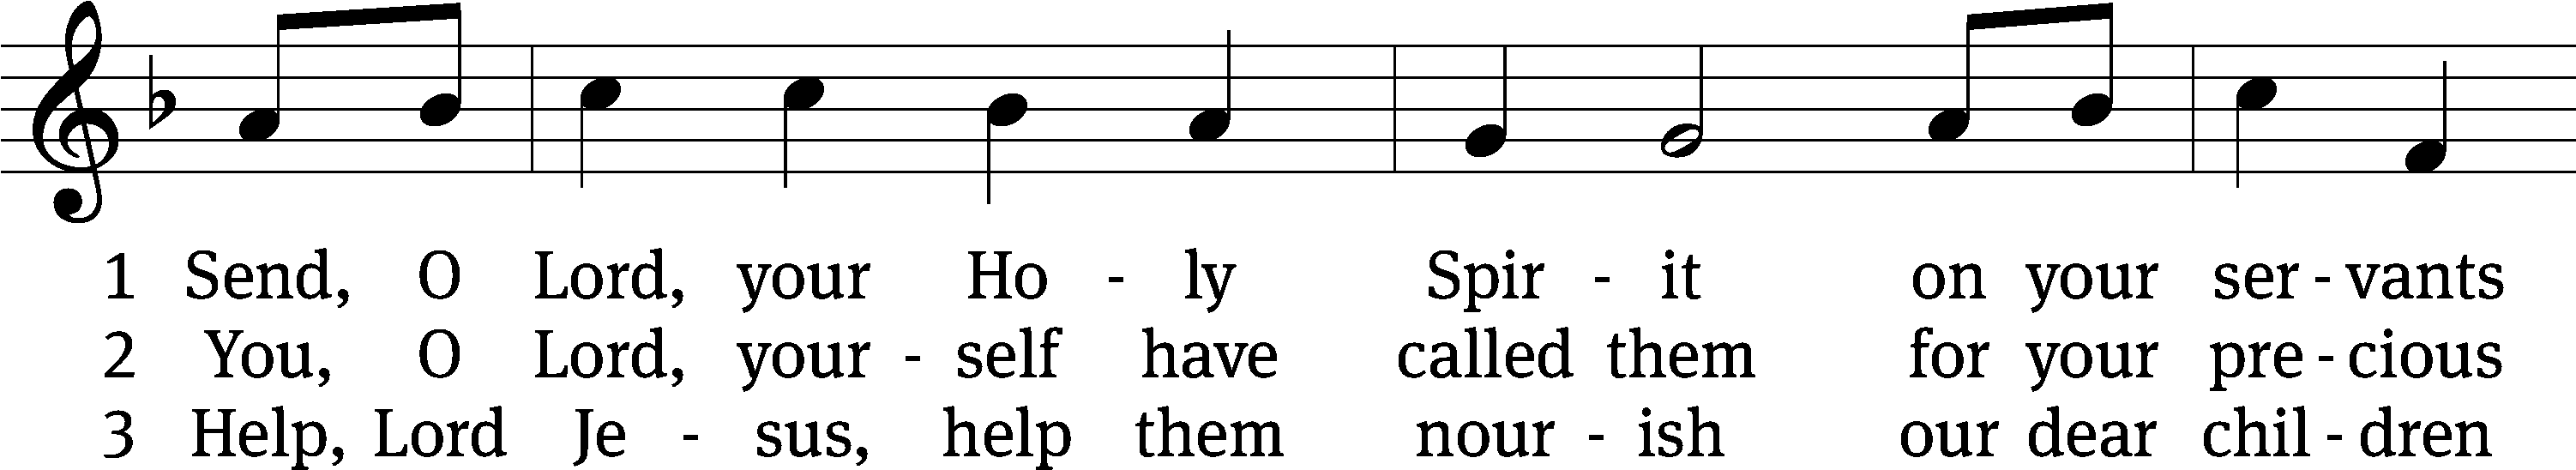 1 Send, O Lord, your Ho - ly Spir - it on your ser - vants
2 You, O Lord, your - self have called them for your pre - cious
3 Help, Lord Je - sus, help them nour - ish our dear chil - dren